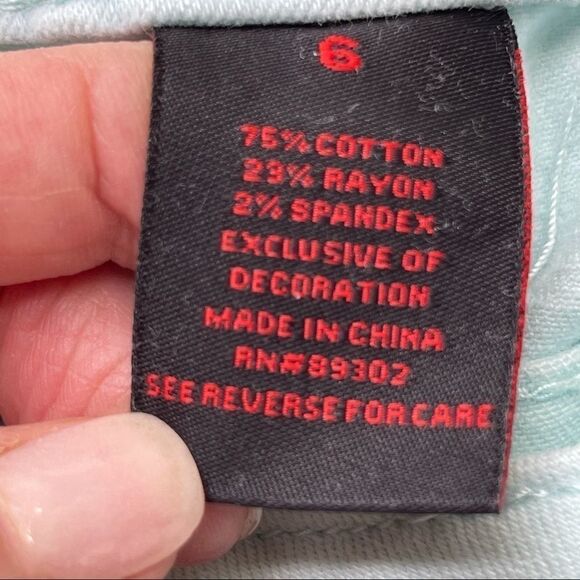 6
75% COTTON
23% RAYON
2% SPANDEX
EXCLUSIVE OF
DECORATION
MADE IN CHINA
RN#89302
SEE REVERSE FOR CARE